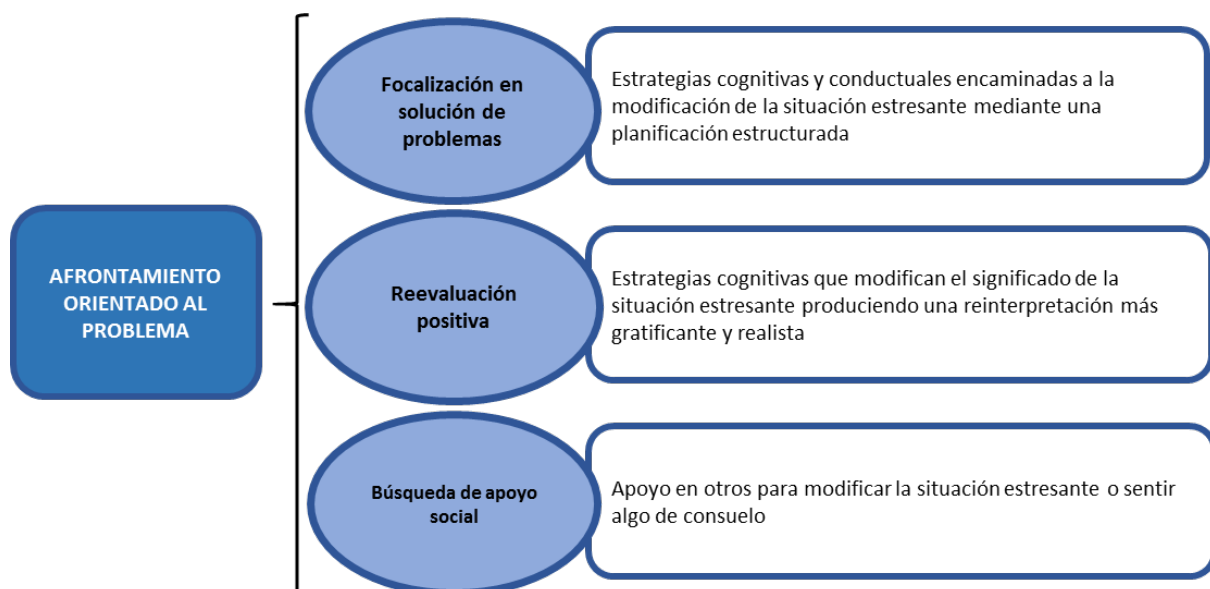 Focalización en
solución de
problemas
Estrategias cognitivas y conductuales encaminadas a la
modificación de la situación estresante mediante una
planificación estructurada
AFRONTAMIENTO
ORIENTADO AL
PROBLEMA
Reevaluación
positiva
Estrategias cognitivas que modifican el significado de la
situación estresante produciendo una reinterpretación más
gratificante y realista
Búsqueda de apoyo
social
Apoyo en otros para modificar la situación estresante o sentir
algo de consuelo